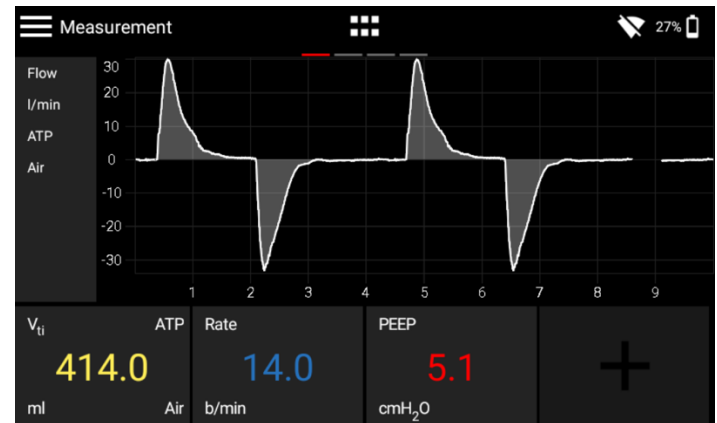 Measurement
27%
Flow
l/min
ATP
Air
30
20
10
0
-10
-20
-30
1 2 3 4 5 6 7 8 9
Vti ATP
414.0
ml Air
Rate
14.0
b/min
PEEP
5.1
cmH₂O